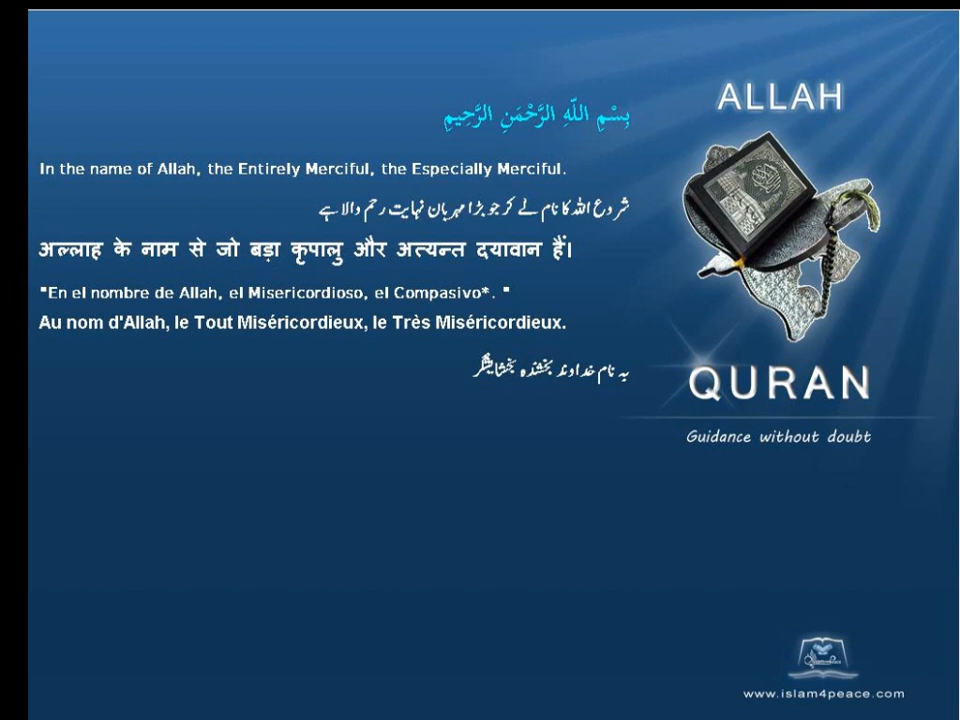 بِسْمِ اللّهِ الرَّحْمَنِ الرَّحِيمِ
In the name of Allah, the Entirely Merciful, the Especially Merciful.
شروع اللہ کا نام لے کر جو بڑا مہربان نہایت رحم والا ہے
अल्लाह के नाम से जो बड़ा कृपालु और अत्यन्त दयावान हैं।
"En el nombre de Allah, el Misericordioso, el Compasivo*. "
Au nom d'Allah, le Tout Miséricordieux, le Très Miséricordieux.
به نام خداوند بخشنده بخشایشگر
ALLAH
QURAN
Guidance without doubt
www.islam4peace.com